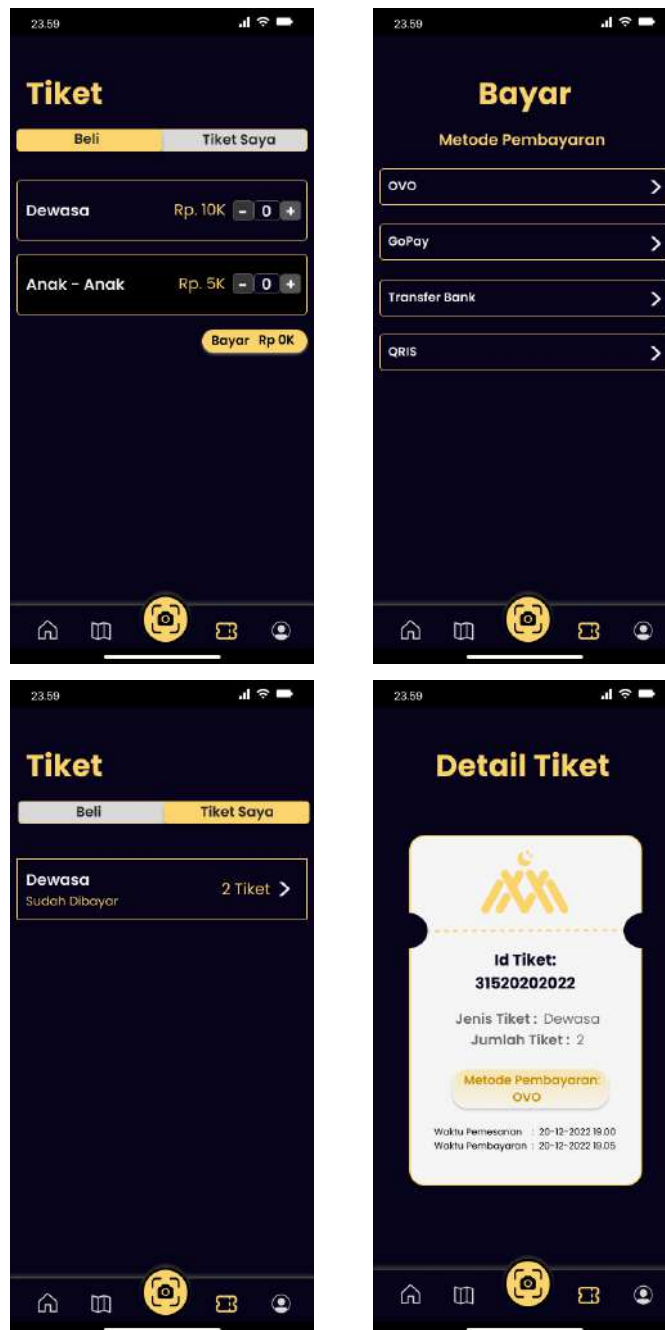 23.59
Tiket
Beli Tiket Saya
Dewasa Rp. 10K - 0 +
Anak - Anak Rp. 5K - 0 +
Bayar Rp 0K
23.59
Bayar
Metode Pembayaran
OVO
GoPay
Transfer Bank
QRIS
23.59
Tiket
Beli Tiket Saya
Dewasa 2 Tiket
Sudah Dibayar
23.59
Detail Tiket
Id Tiket:
31520202022
Jenis Tiket : Dewasa
Jumlah Tiket : 2
Metode Pembayaran:
OVO
Waktu Pemesanan : 20-12-2022 19.00
Waktu Pembayaran : 20-12-2022 19.05